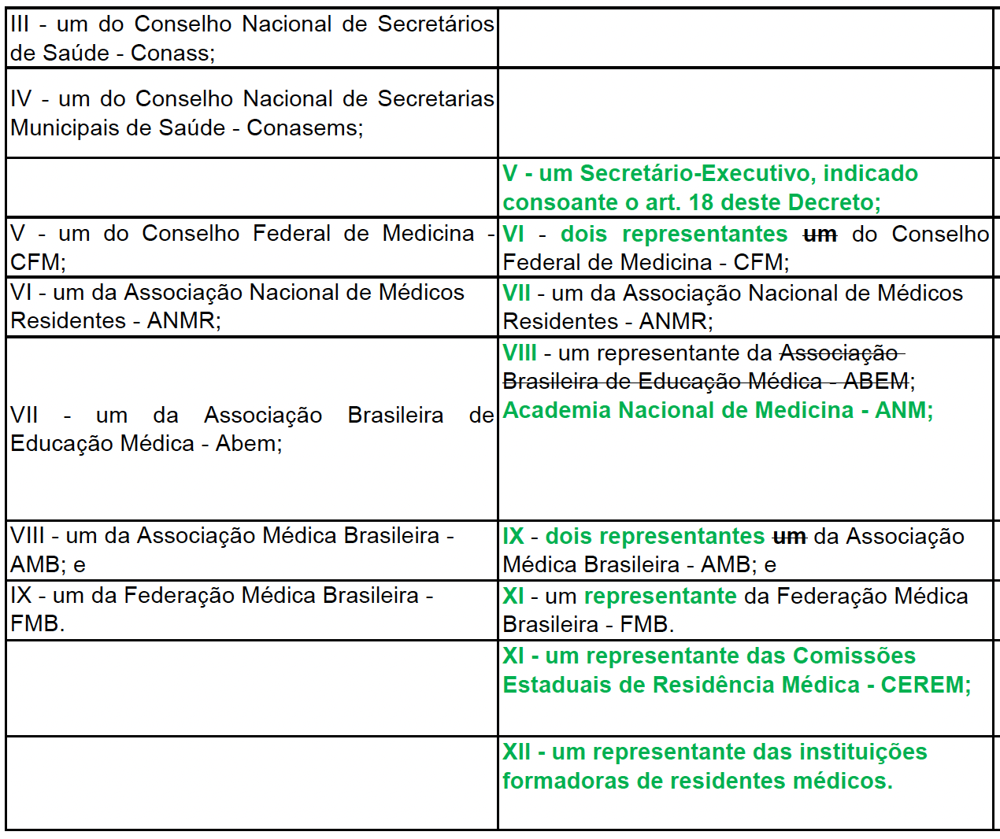 III - um do Conselho Nacional de Secretários
de Saúde - Conass;
IV - um do Conselho Nacional de Secretarias
Municipais de Saúde - Conasems;
V - um Secretário-Executivo, indicado
consoante o art. 18 deste Decreto;
V - um do Conselho Federal de Medicina -
CFM;
VI - dois representantes um do Conselho
Federal de Medicina - CFM;
VI - um da Associação Nacional de Médicos
Residentes - ANMR;
VII - um da Associação Nacional de Médicos
Residentes - ANMR;
VII - um da Associação Brasileira de
Educação Médica - Abem;
VIII - um representante da Associação
Brasileira de Educação Médica - ABEM;
Academia Nacional de Medicina - ANM;
VIII - um da Associação Médica Brasileira -
AMB; e
IX - dois representantes um da Associação
Médica Brasileira - AMB; e
IX - um da Federação Médica Brasileira -
FMB.
XI - um representante da Federação Médica
Brasileira - FMB.
XI - um representante das Comissões
Estaduais de Residência Médica - CEREM;
XII - um representante das instituições
formadoras de residentes médicos.